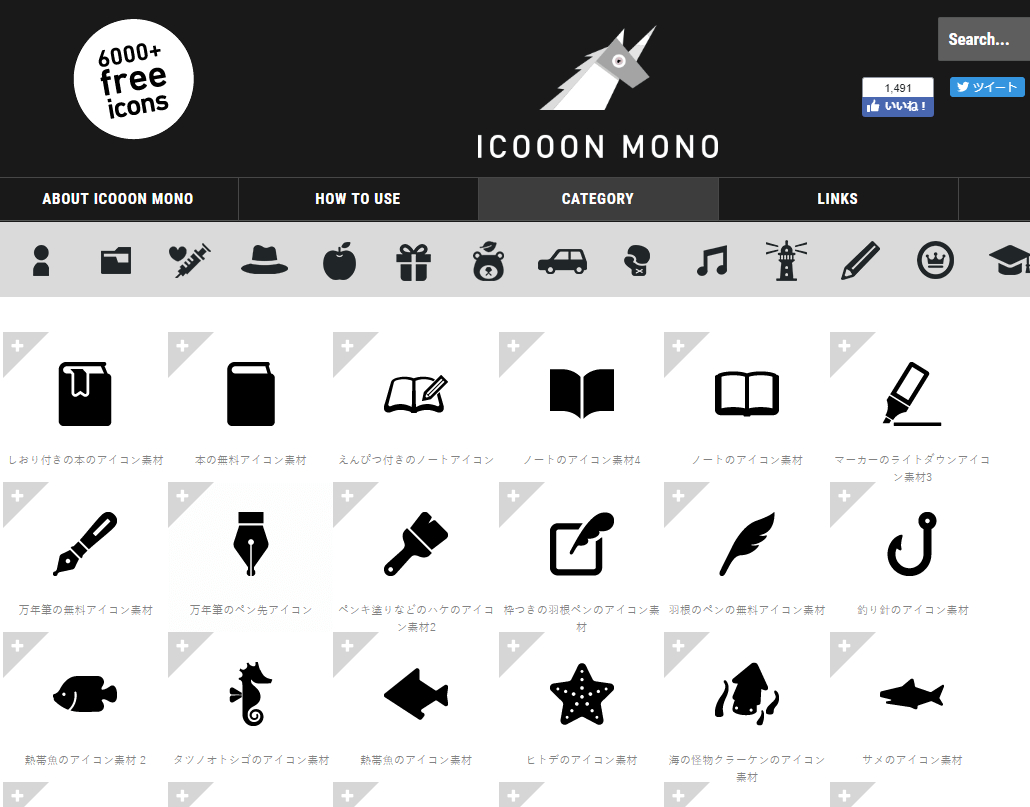 6000+
free
icons
ICOOON MONO
Search...
1,491
いいね！
ツイート
ABOUT ICOOON MONO
HOW TO USE
CATEGORY
LINKS
しおり付きの本のアイコン素材
本の無料アイコン素材
えんぴつ付きのノートアイコン
ノートのアイコン素材4
ノートのアイコン素材
マーカーのライトダウンアイコ
ン素材3
万年筆の無料アイコン素材
万年筆のペン先アイコン
ペンキ塗りなどのハケのアイコ
ン素材2
枠つきの羽根ペンのアイコン素
材
羽根のペンの無料アイコン素材
釣り針のアイコン素材
熱帯魚のアイコン素材 2
タツノオトシゴのアイコン素材
熱帯魚のアイコン素材
ヒトデのアイコン素材
海の怪物クラーケンのアイコン
素材
サメのアイコン素材